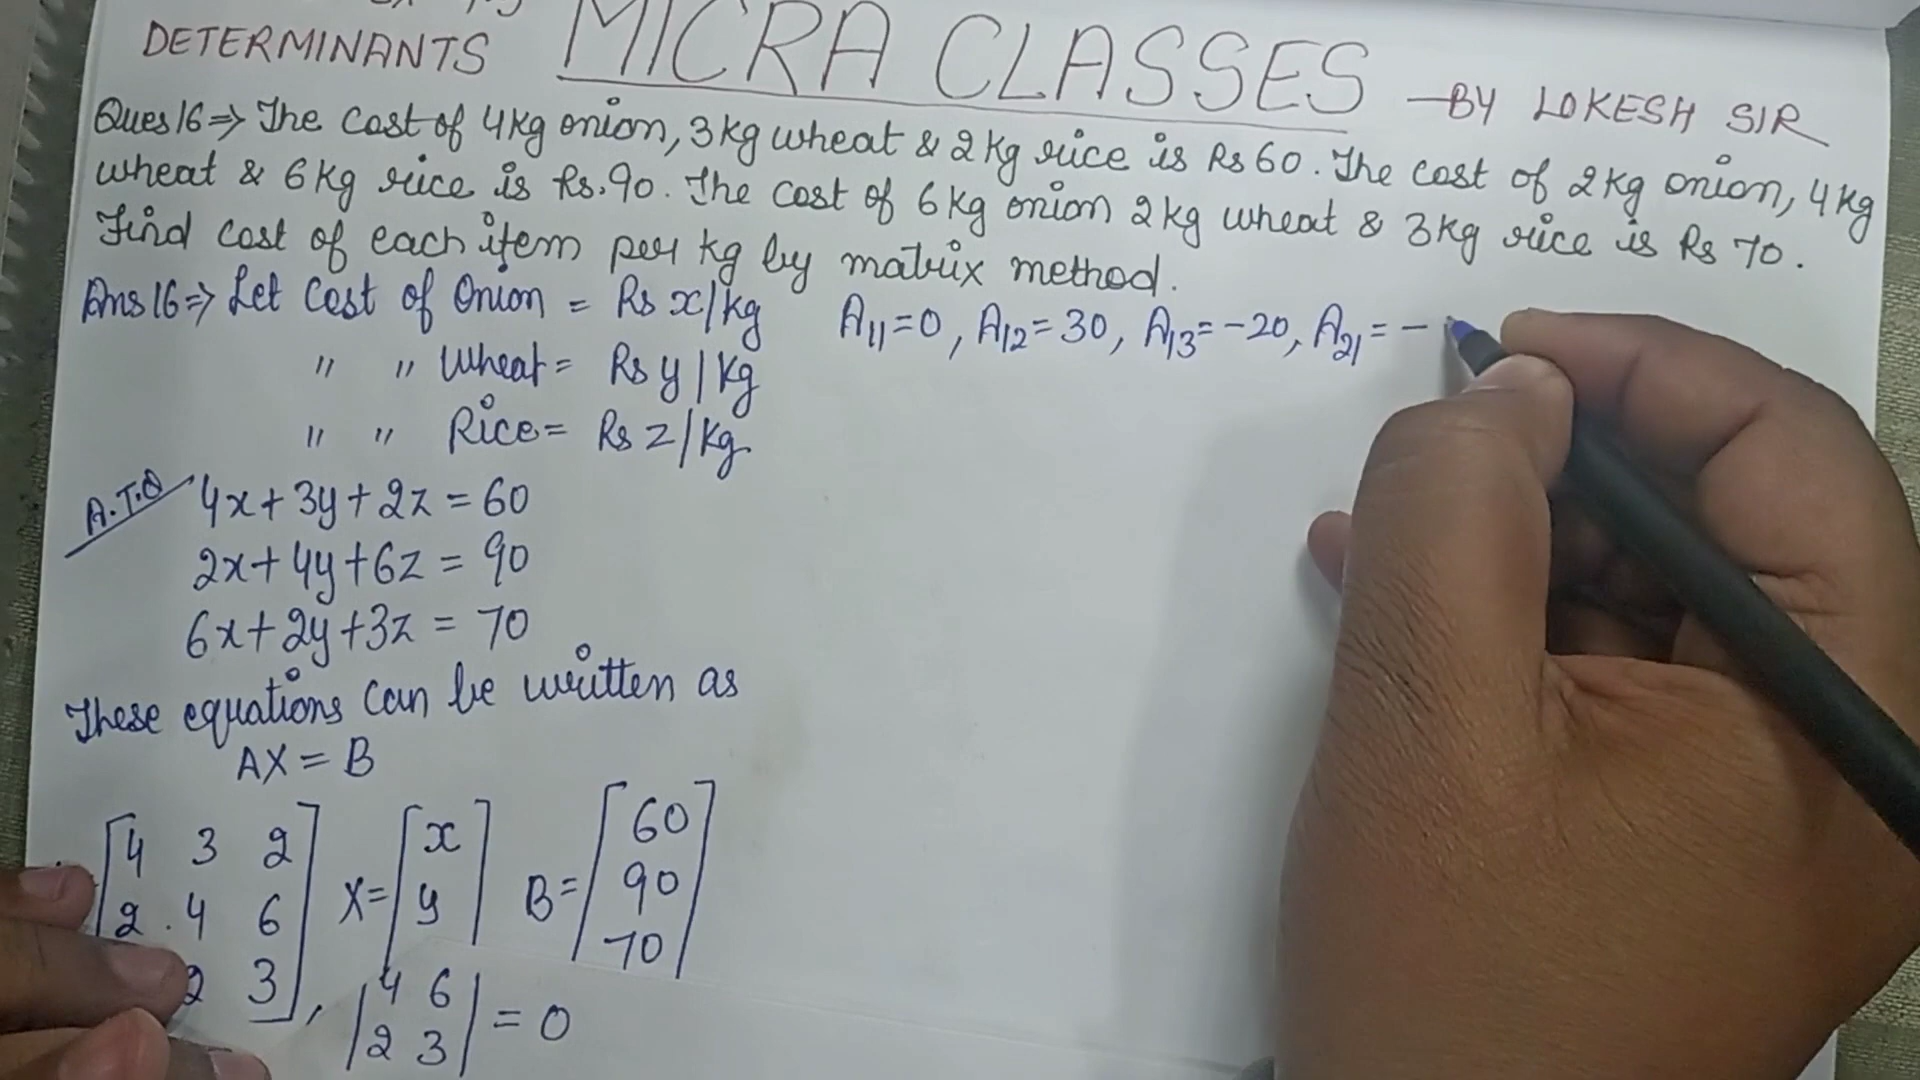 DETERMINANTS MICRA CLASSES -BY LOKESH SIR
Ques 16⇒ The Cost of 4Kg onion, 3Kg wheat & 2Kg rice is Rs 60. The cost of 2Kg onion, 4Kg
wheat & 6Kg rice is Rs. 90. The cost of 6Kg onion 2Kg wheat & 3Kg rice is Rs 70.
Find cost of each item per kg by matrix method.
Ans 16⇒ Let Cost of Onion = Rs x/kg
" " Wheat = Rs y/kg
" " Rice = Rs z/kg
A.T.Q 4x+3y+2z = 60
2x+4y+6z = 90
6x+2y+3z = 70
These equations can be written as
AX = B
[4 3 2 X= [x B= [60
2 . 4 6 y 90
2 3], 70]
|4 6
2 3| = 0
A11=0, A12=30, A13=-20, A21= -